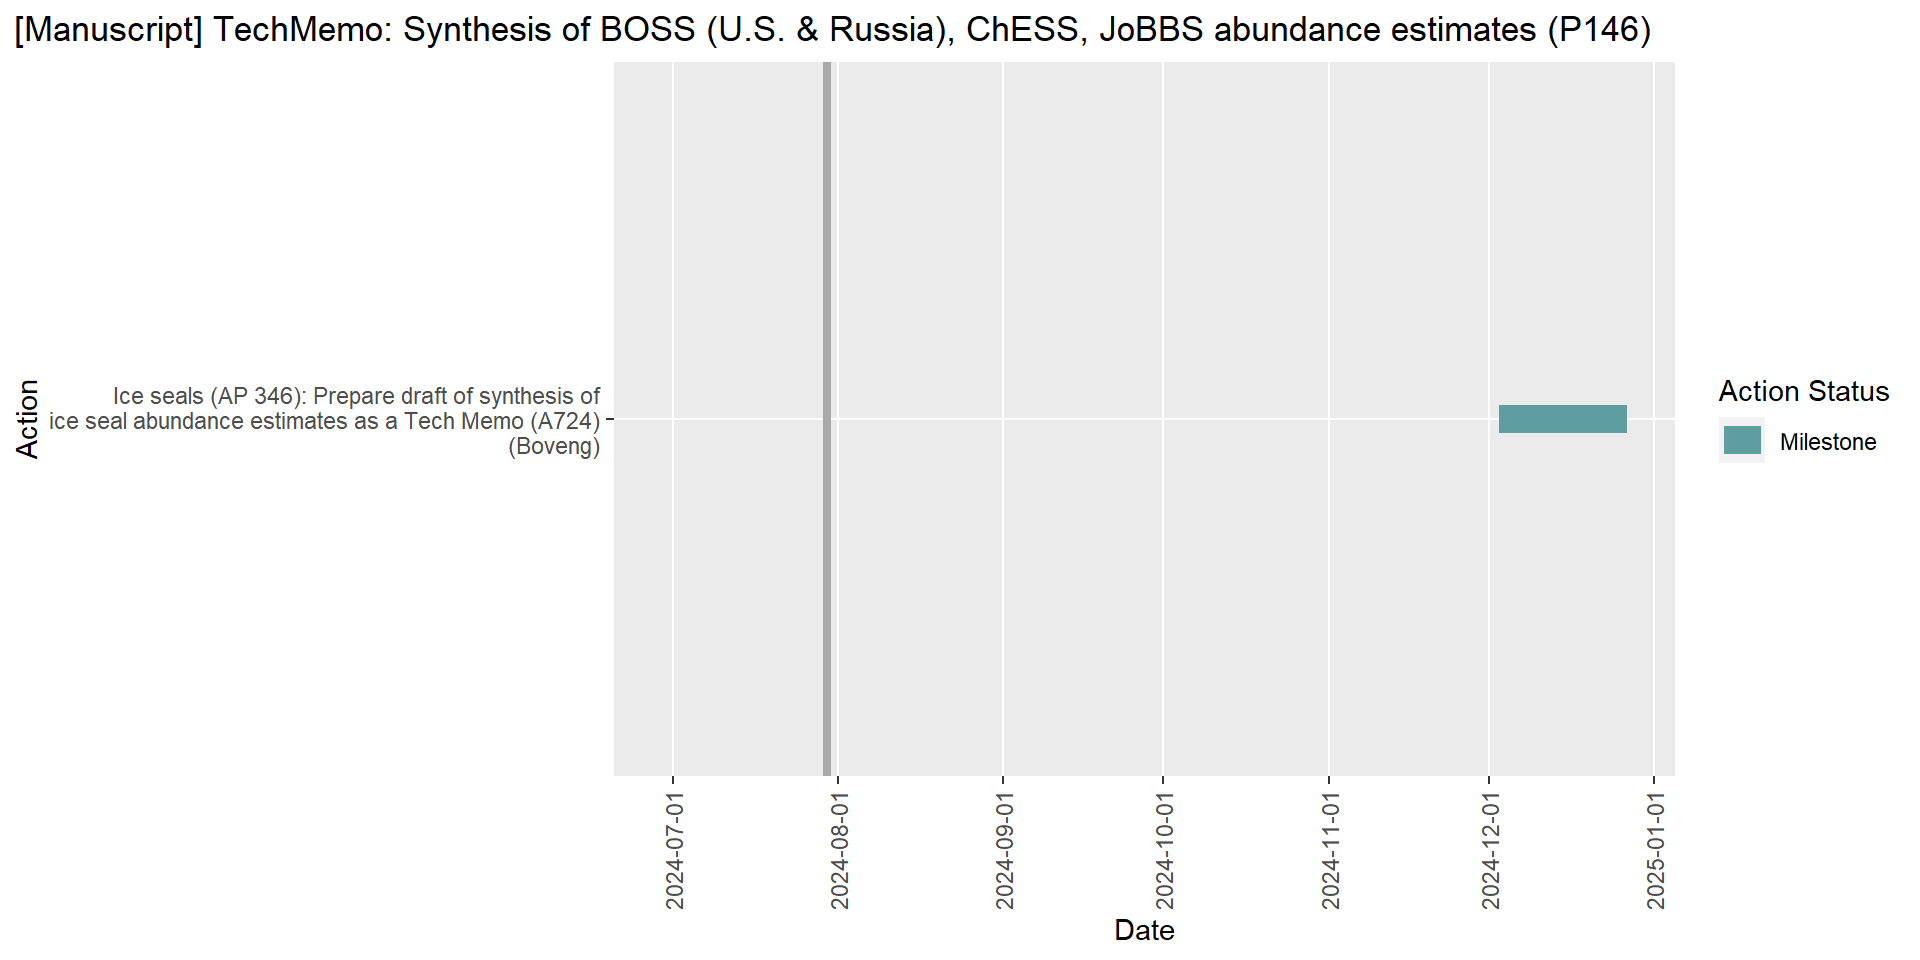 [Manuscript] TechMemo: Synthesis of BOSS (U.S. & Russia), ChESS, JoBBS abundance estimates (P146)
Action
Ice seals (AP 346): Prepare draft of synthesis of
ice seal abundance estimates as a Tech Memo (A724)
(Boveng)
2024-07-01
2024-08-01
2024-09-01
2024-10-01
2024-11-01
2024-12-01
2025-01-01
Date
Action Status
Milestone